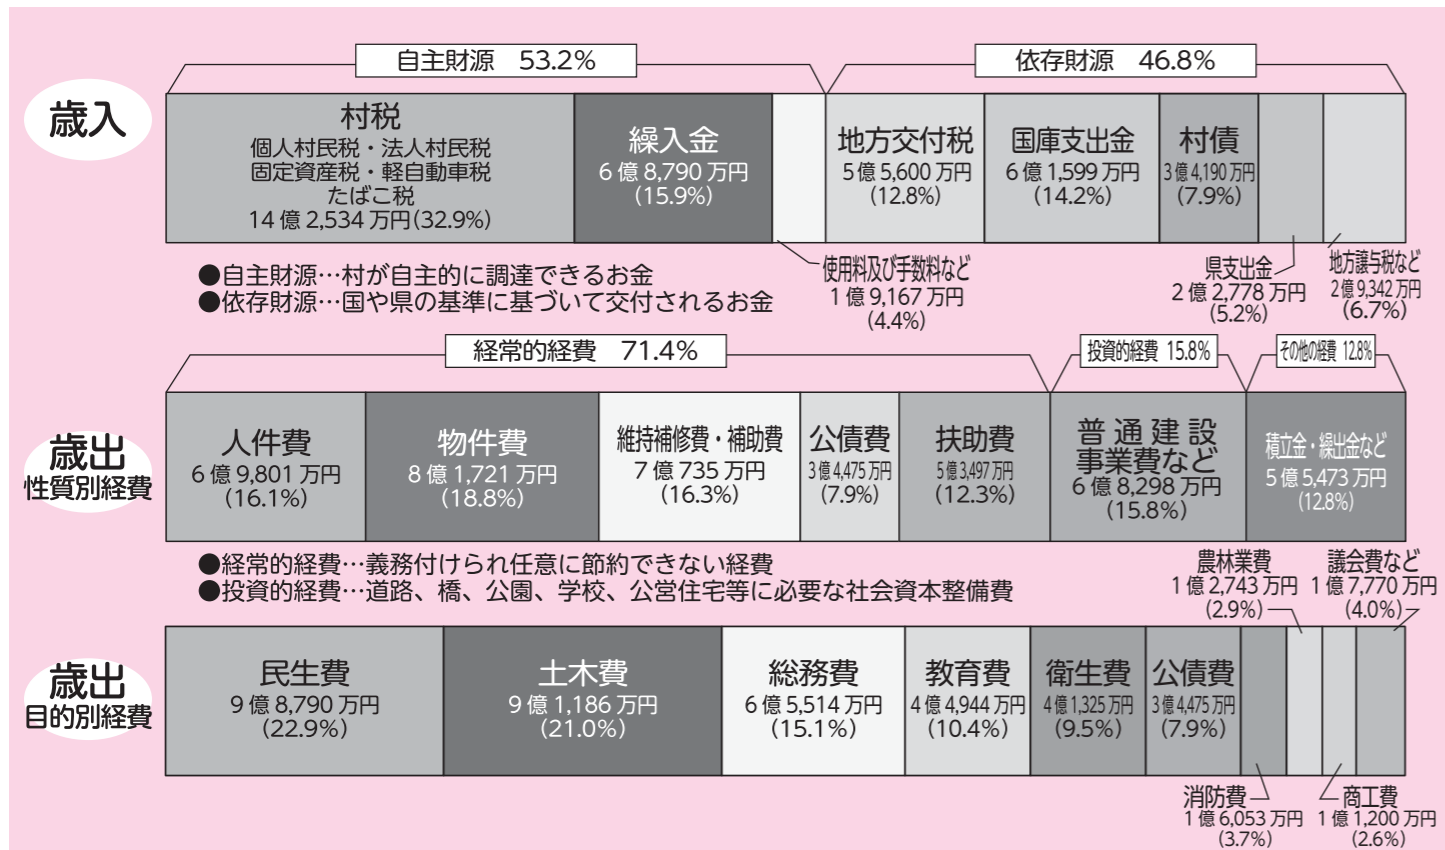 自主財源 53.2%
依存財源 46.8%
歳入
村税
個人村民税・法人村民税
固定資産税・軽自動車税
たばこ税
14億2,534万円(32.9%)
繰入金
6億8,790万円
(15.9%)
使用料及び手数料など
1億9,167万円
(4.4%)
地方交付税
5億5,600万円
(12.8%)
国庫支出金
6億1,599万円
(14.2%)
村債
3億4,190万円
(7.9%)
県支出金
2億2,778万円
(5.2%)
地方譲与税など
2億9,342万円
(6.7%)
●自主財源…村が自主的に調達できるお金
●依存財源…国や県の基準に基づいて交付されるお金
経常的経費 71.4%
投資的経費 15.8%
その他の経費 12.8%
歳出
性質別経費
人件費
6億9,801万円
(16.1%)
物件費
8億1,721万円
(18.8%)
維持補修費・補助費
7億735万円
(16.3%)
公債費
3億4,475万円
(7.9%)
扶助費
5億3,497万円
(12.3%)
普通建設
事業費など
6億8,298万円
(15.8%)
積立金・繰出金など
5億5,473万円
(12.8%)
●経常的経費…義務付けられ任意に節約できない経費
●投資的経費…道路、橋、公園、学校、公営住宅等に必要な社会資本整備費
歳出
目的別経費
民生費
9億8,790万円
(22.9%)
土木費
9億1,186万円
(21.0%)
総務費
6億5,514万円
(15.1%)
教育費
4億4,944万円
(10.4%)
衛生費
4億1,325万円
(9.5%)
公債費
3億4,475万円
(7.9%)
消防費
1億6,053万円
(3.7%)
農林業費
1億2,743万円
(2.9%)
商工費
1億1,200万円
(2.6%)
議会費など
1億7,770万円
(4.0%)